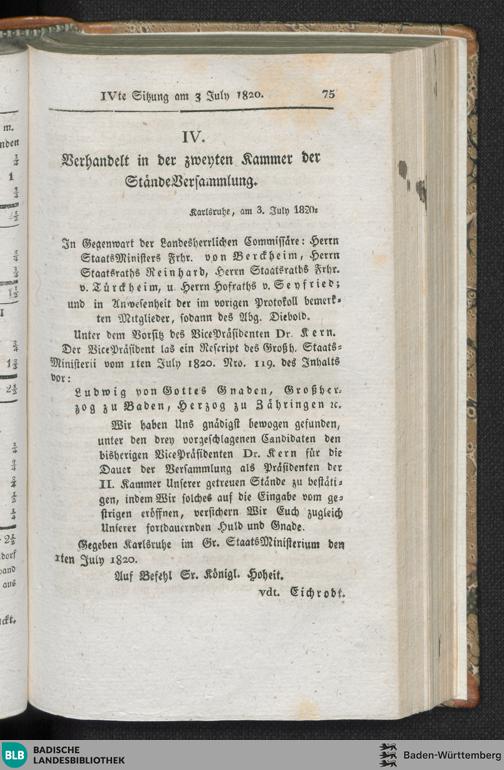 IVte Sitzung am 3 July 1820. 75
IV.
Verhandelt in der zweyten Kammer der
StändeVersammlung.
Karlsruhe, am 3. July 1820.
In Gegenwart der Landesherrlichen Commissäre: Herrn
StaatsMinisters Frhr. von Berckheim, Herrn
Staatsraths Reinhard, Herrn Staatsraths Frhr.
v. Türckheim, u. Herrn Hofraths v. Seyfried;
und in Anwesenheit der im vorigen Protokoll bemerk-
ten Mitglieder, sodann des Abg. Diebold.
Unter dem Vorsitz des VicePräsidenten Dr. Kern.
Der VicePräsident las ein Rescript des Großh. Staats-
Ministerii vom 1ten July 1820. Nro. 119. des Inhalts
vor:
Ludwig von Gottes Gnaden, Großher-
zog zu Baden, Herzog zu Zähringen ꝛc.
Wir haben Uns gnädigst bewogen gefunden,
unter den drey vorgeschlagenen Candidaten den
bisherigen VicePräsidenten Dr. Kern für die
Dauer der Versammlung als Präsidenten der
II. Kammer Unserer getreuen Stände zu bestäti-
gen, indem Wir solches auf die Eingabe vom ge-
strigen eröffnen, versichern Wir Euch zugleich
Unserer fortdauernden Huld und Gnade.
Gegeben Karlsruhe im Gr. StaatsMinisterium den
1ten July 1820.
Auf Befehl Sr. Königl. Hoheit.
vdt. Eichrodt.
BLB BADISCHE
LANDESBIBLIOTHEK
Baden-Württemberg